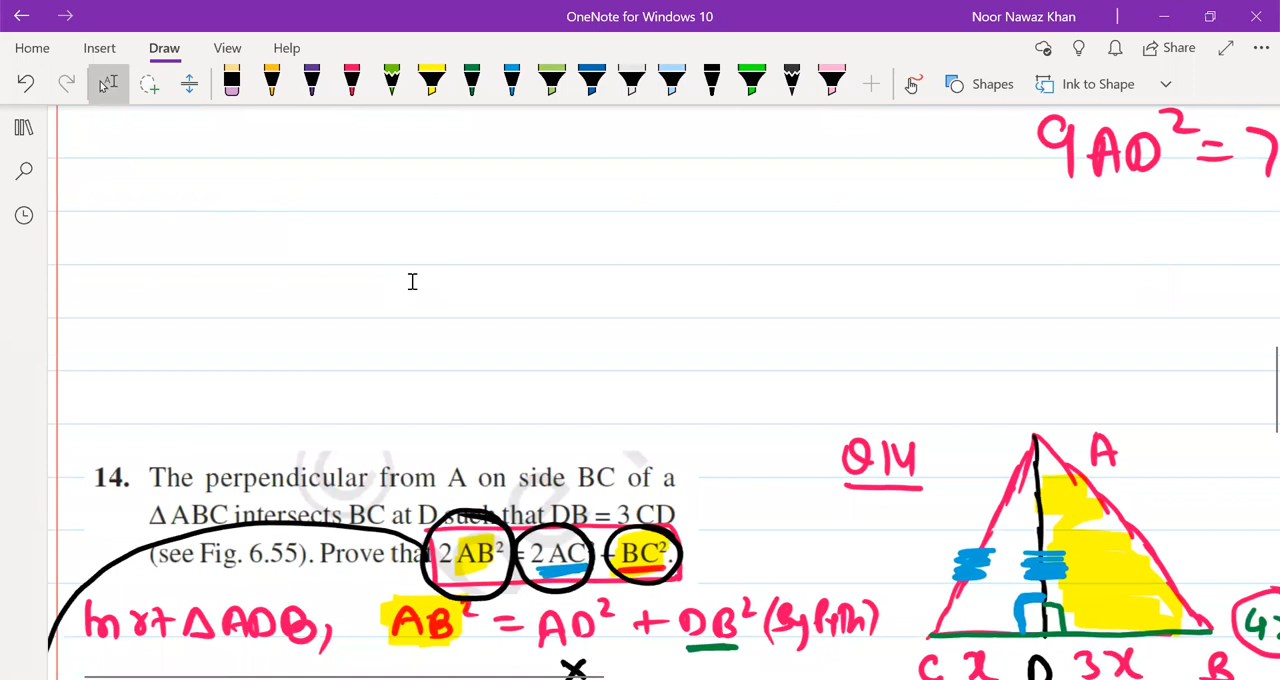 OneNote for Windows 10
Noor Nawaz Khan
Home Insert Draw View Help
Share
Shapes
Ink to Shape
9AD² = 7
14. The perpendicular from A on side BC of a
Δ ABC intersects BC at D such that DB = 3 CD
(see Fig. 6.55). Prove that 2 AB² = 2 AC² + BC².
Q14
A
In rt ΔADB, AB² = AD² + DB² (By Pyth)
C x D 3x B
4x
x